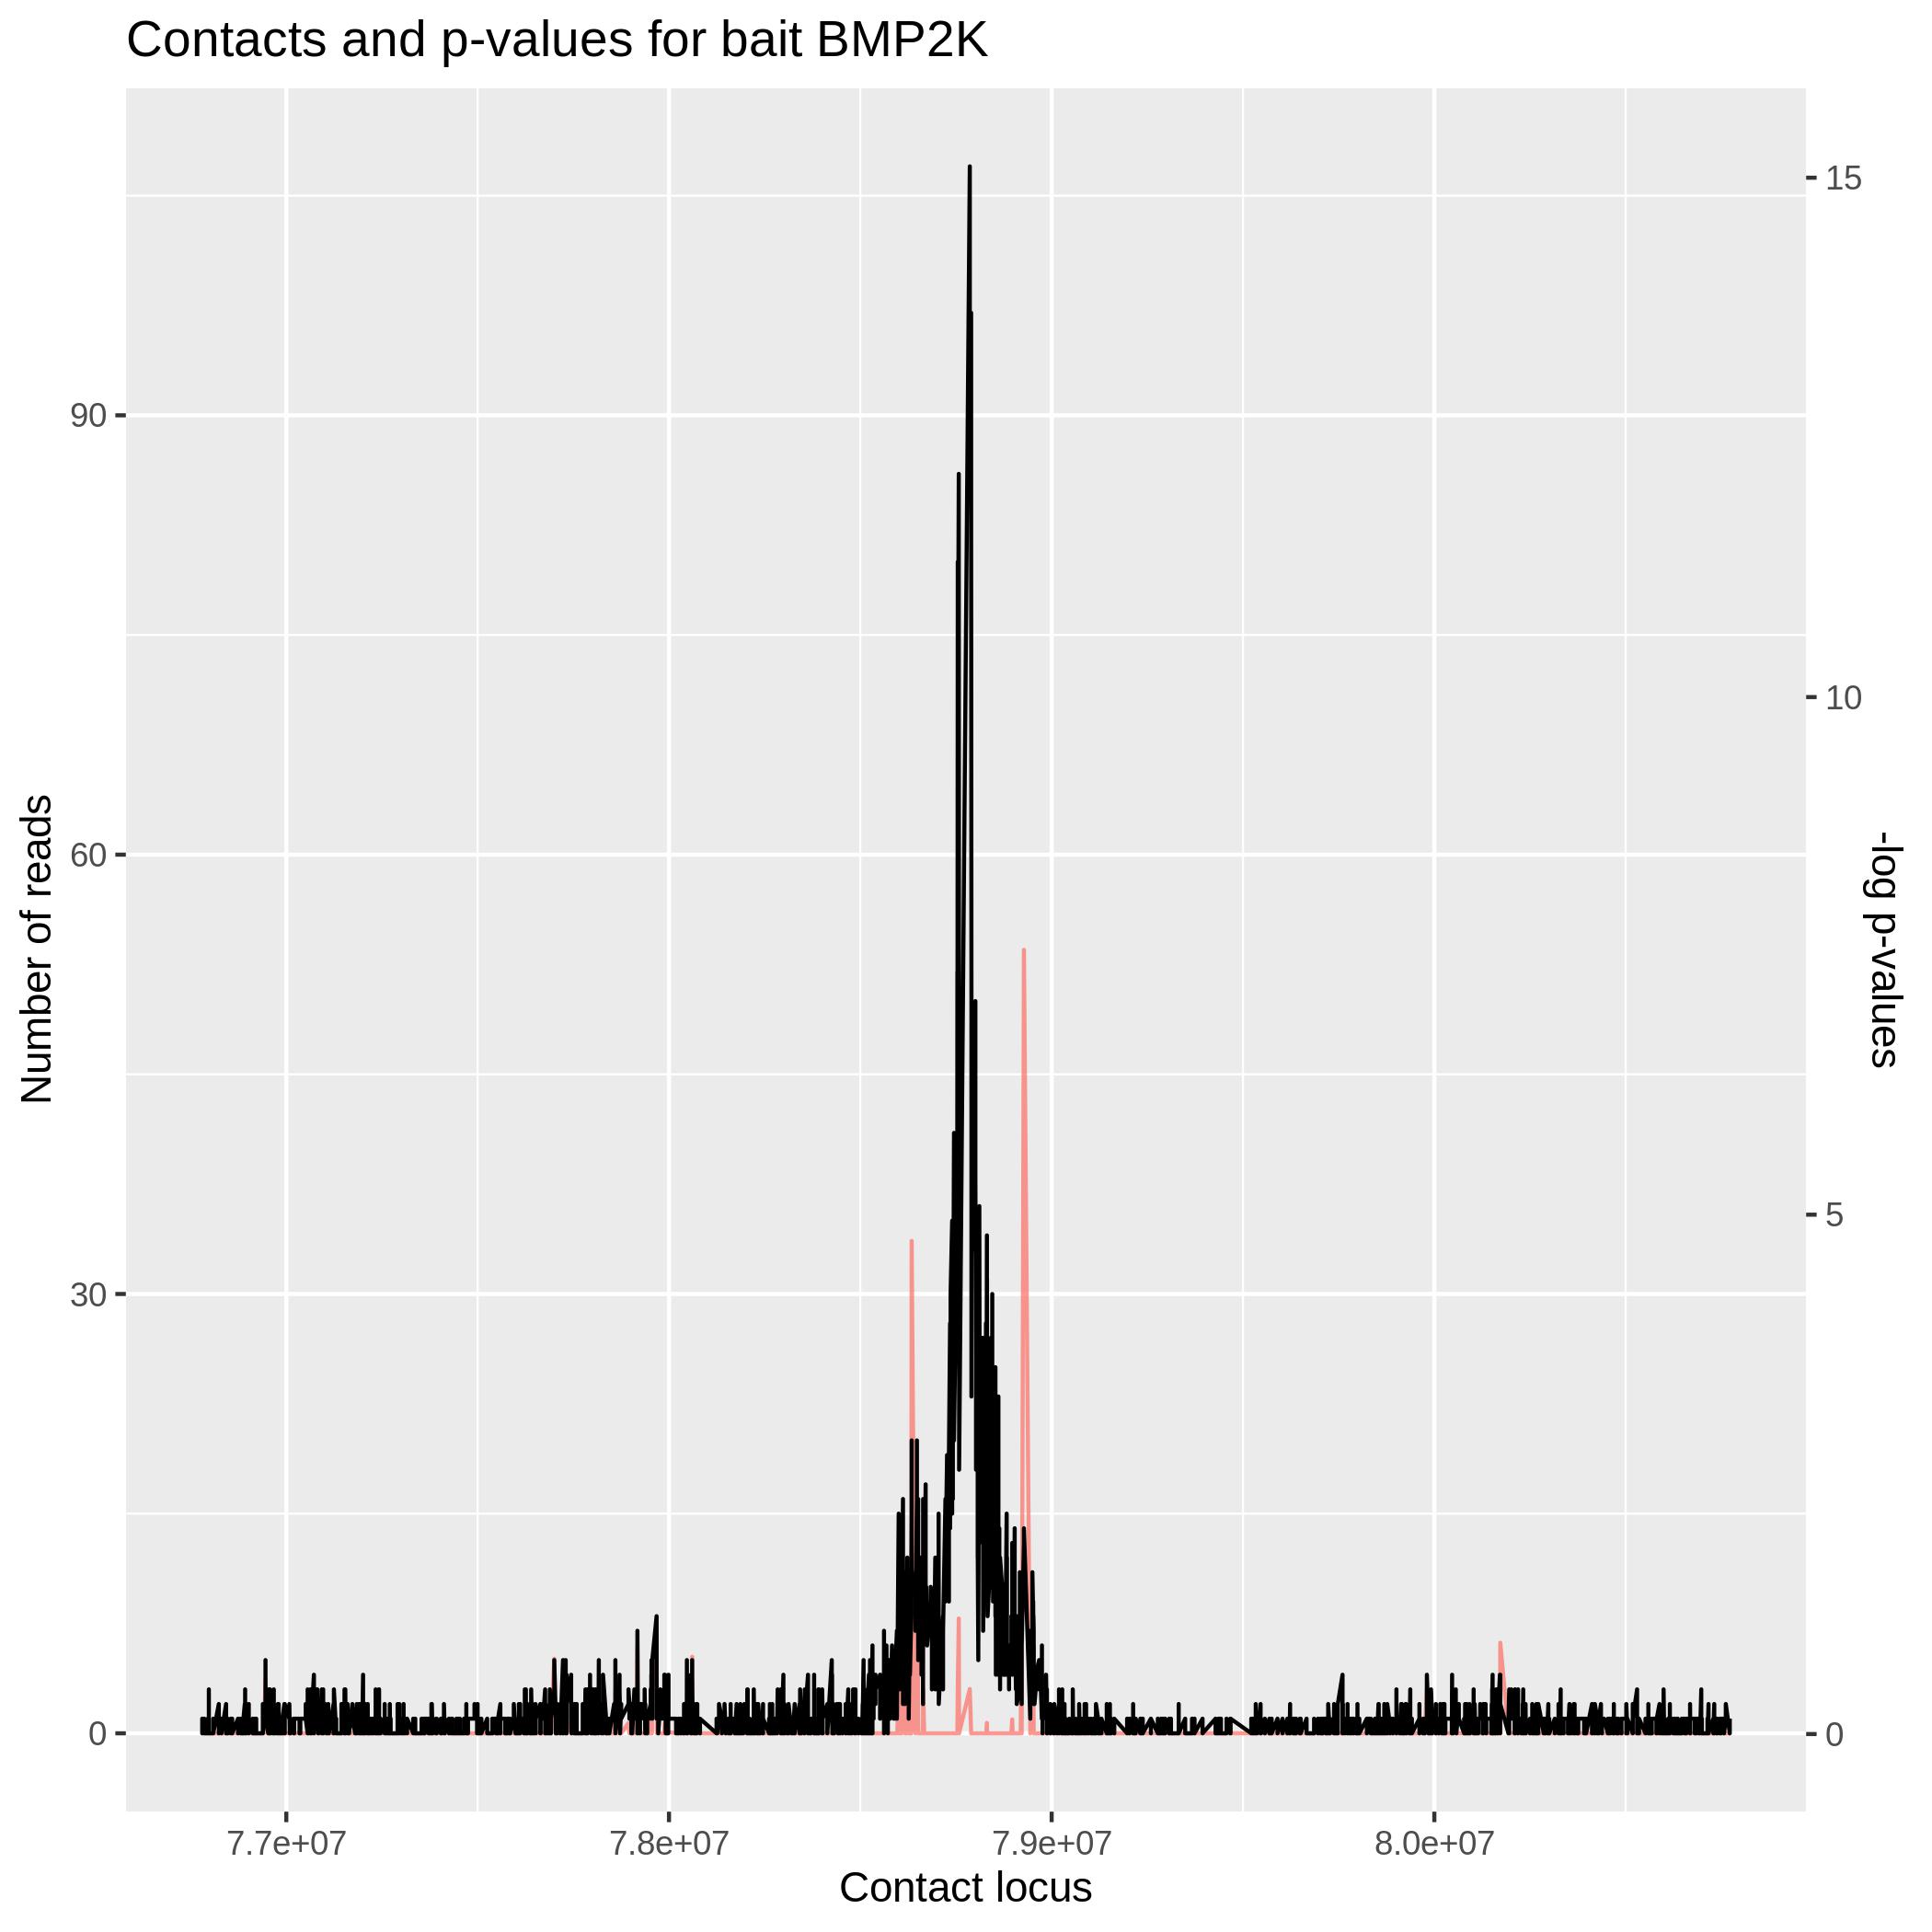 Contacts and p-values for bait BMP2K
Number of reads
90
60
30
0
15
10
5
0
-log p-values
7.7e+07
7.8e+07
7.9e+07
8.0e+07
Contact locus